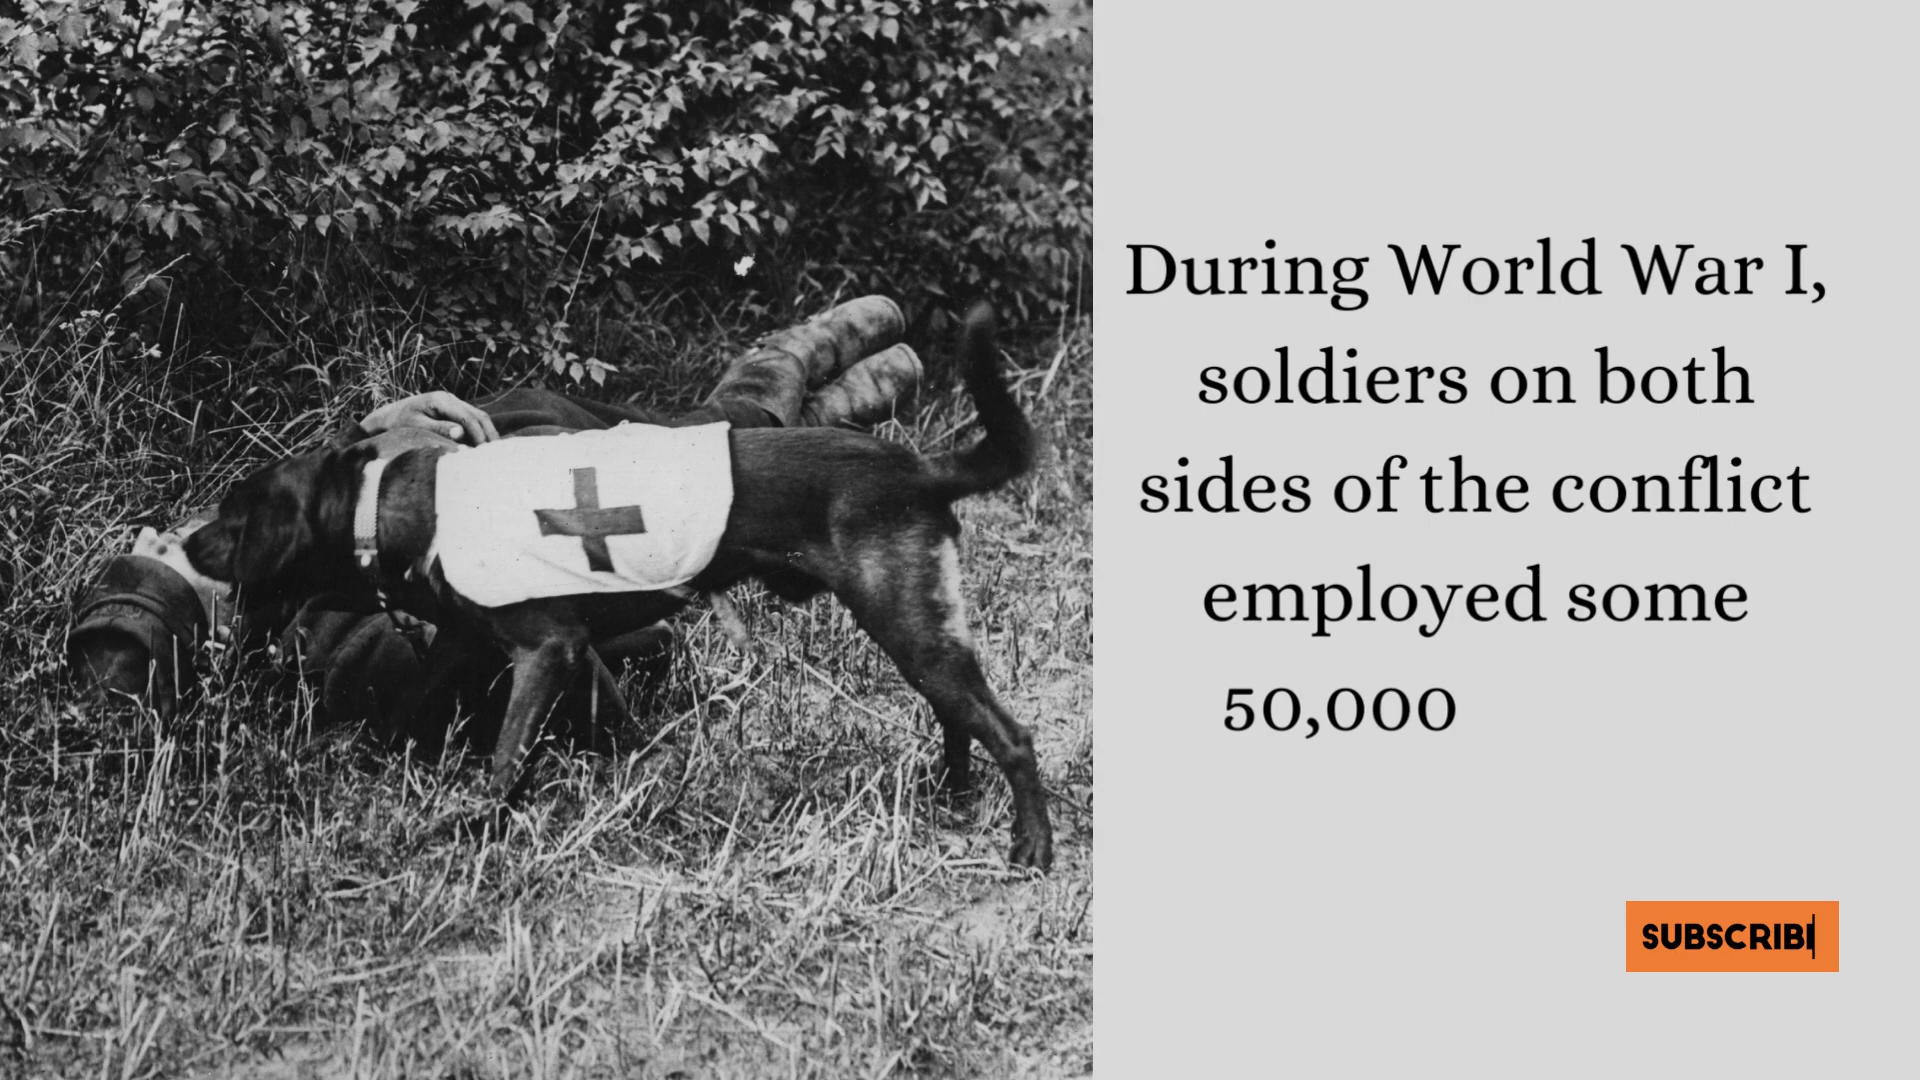 During World War I,
soldiers on both
sides of the conflict
employed some
50,000
SUBSCRIB